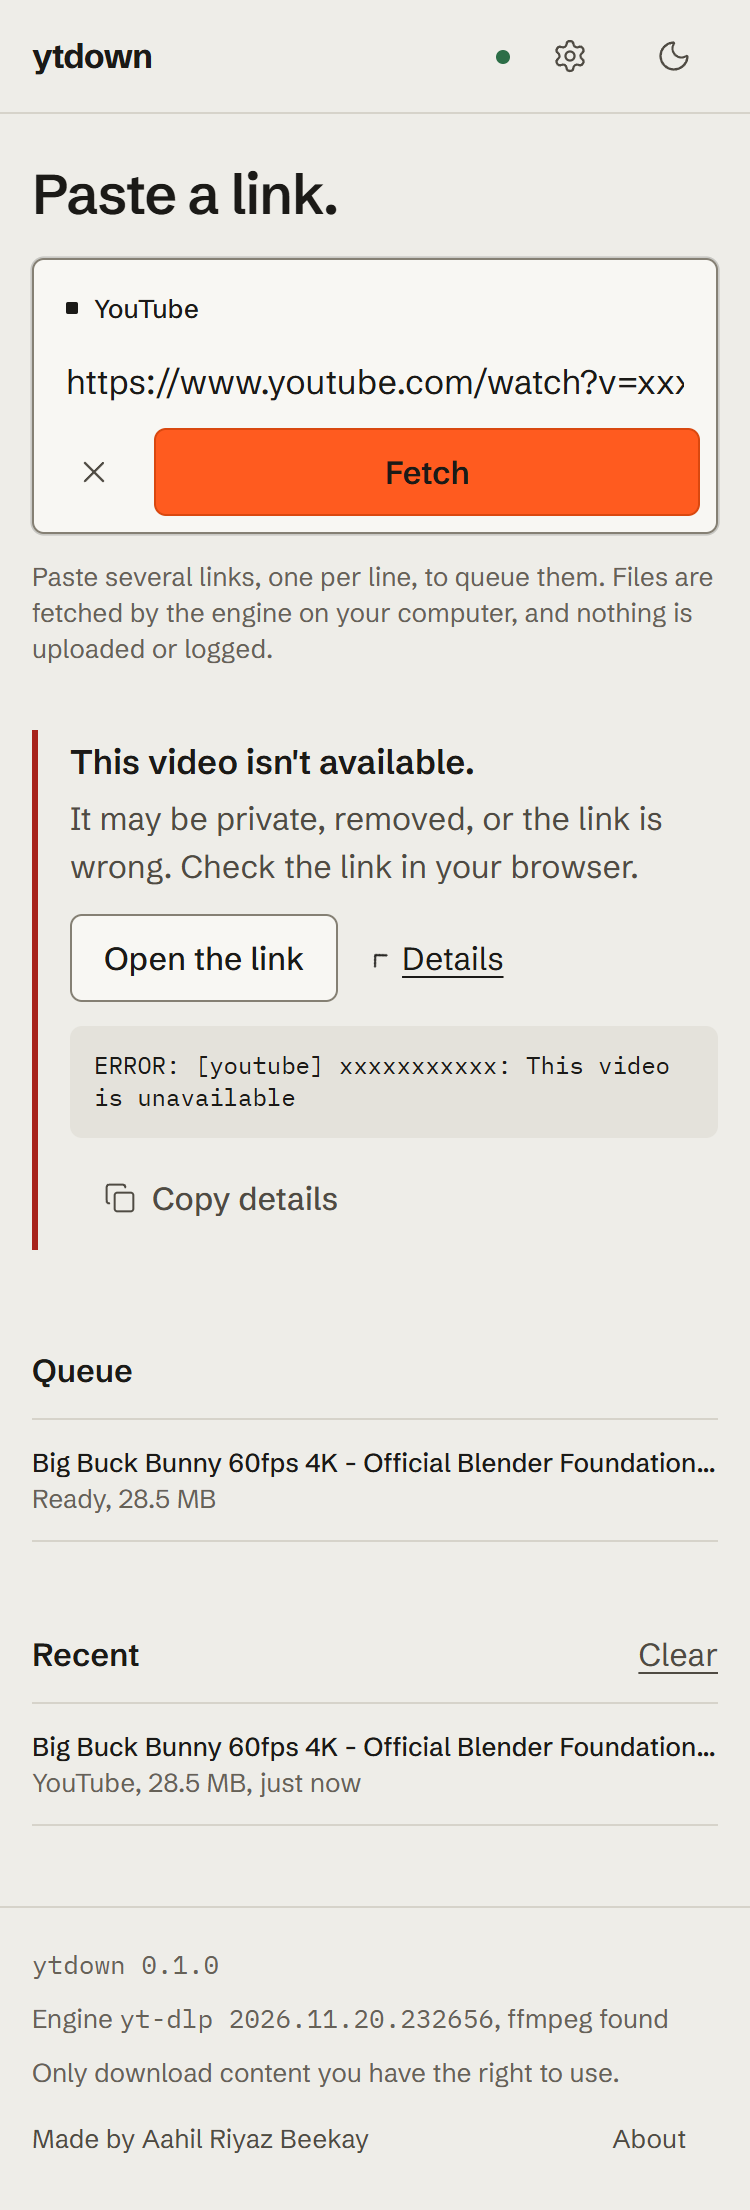 ytdown
Paste a link.
YouTube
https://www.youtube.com/watch?v=xxx
Fetch
Paste several links, one per line, to queue them. Files are
fetched by the engine on your computer, and nothing is
uploaded or logged.
This video isn't available.
It may be private, removed, or the link is
wrong. Check the link in your browser.
Open the link
Details
ERROR: [youtube] xxxxxxxxxxx: This video
is unavailable
Copy details
Queue
Big Buck Bunny 60fps 4K - Official Blender Foundation...
Ready, 28.5 MB
Recent
Clear
Big Buck Bunny 60fps 4K - Official Blender Foundation...
YouTube, 28.5 MB, just now
ytdown 0.1.0
Engine yt-dlp 2026.11.20.232656, ffmpeg found
Only download content you have the right to use.
Made by Aahil Riyaz Beekay
About